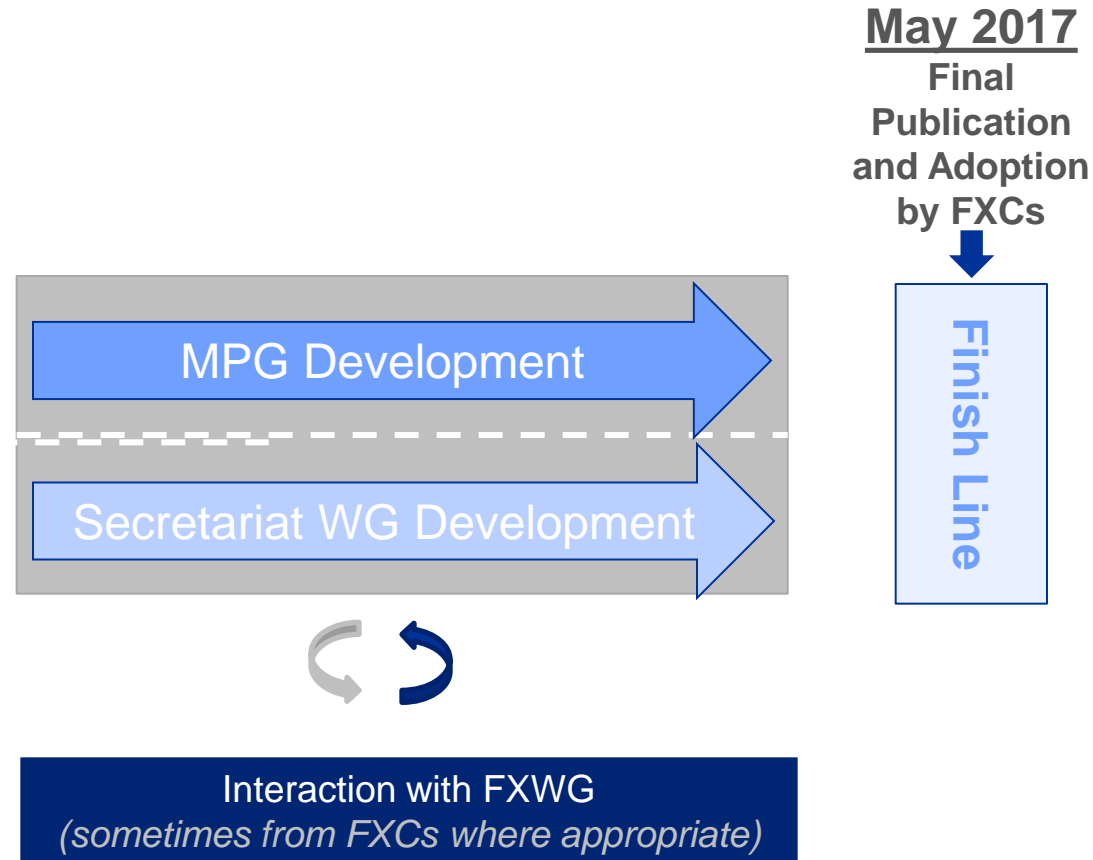 May 2017
Final
Publication
and Adoption
by FXCs
MPG Development
Secretariat WG Development
Finish Line
Interaction with FXWG
(sometimes from FXCs where appropriate)